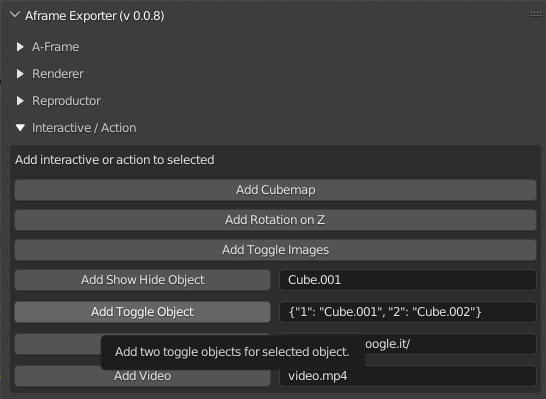 Aframe Exporter (v 0.0.8)
A-Frame
Renderer
Reproductor
Interactive / Action
Add interactive or action to selected
Add Cubemap
Add Rotation on Z
Add Toggle Images
Add Show Hide Object Cube.001
Add Toggle Object {"1": "Cube.001", "2": "Cube.002"}
oogle.it/
Add two toggle objects for selected object.
Add Video video.mp4